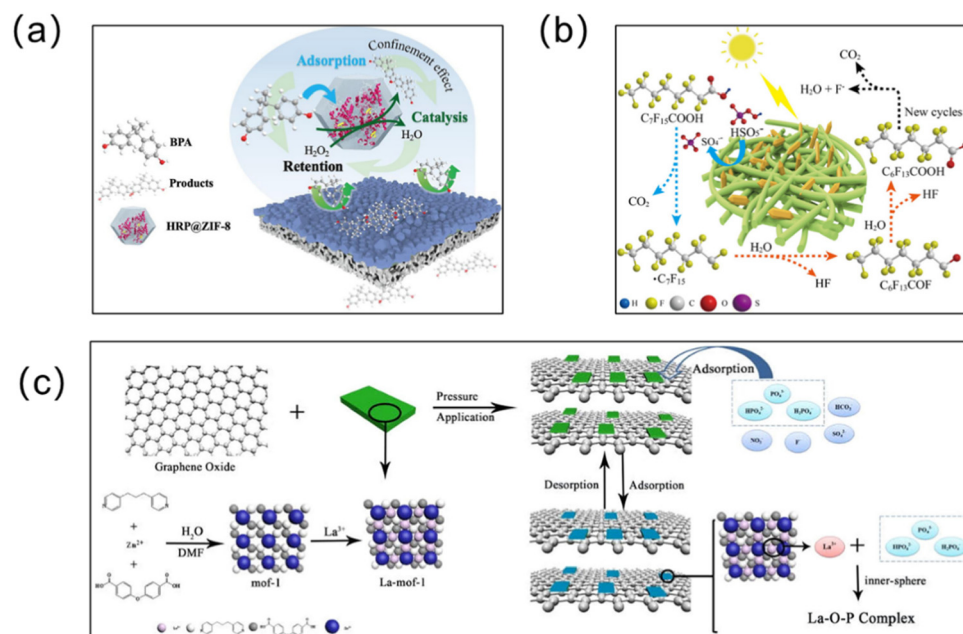 (a)
Confinement effect
Adsorption
Catalysis
H₂O
H₂O₂
Retention
BPA
Products
HRP@ZIF-8
(b)
CO₂
H₂O + F⁻
New cycles
C₇F₁₅COOH
HSO₅⁻
SO₄⁻
C₆F₁₃COOH
CO₂
HF
H₂O
H₂O
•C₇F₁₅
HF
C₆F₁₃COF
H F C O S
(c)
Graphene Oxide
+
Pressure
Application
Adsorption
PO₄³⁻
HPO₄²⁻
H₂PO₄⁻
HCO₃⁻
NO₃⁻
F⁻
SO₄²⁻
Desorption
Adsorption
+
Zn²⁺
+
H₂O
DMF
mof-1
La³⁺
La-mof-1
HO
O
O
O
OH
La³⁺
+
PO₄³⁻
HPO₄²⁻
H₂PO₄⁻
inner-sphere
La-O-P Complex